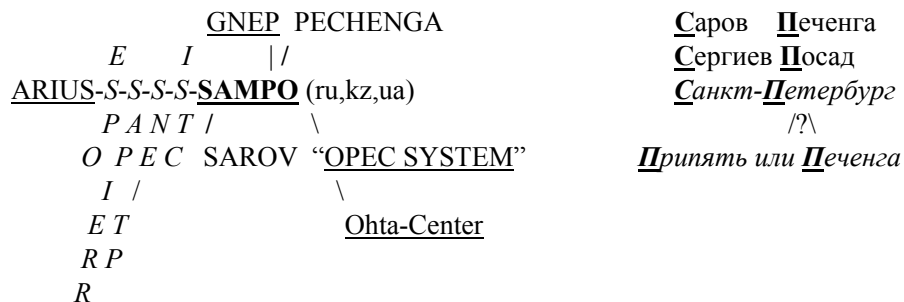 GNEP PECHENGA Саров Печенга
E I | / Сергиев Посад
ARIUS-S-S-S-S-SAMPO (ru,kz,ua) Санкт-Петербург
P A N T / \ /?\
O P E C SAROV “OPEC SYSTEM” Припять или Печенга
I / \
E T Ohta-Center
R P
R